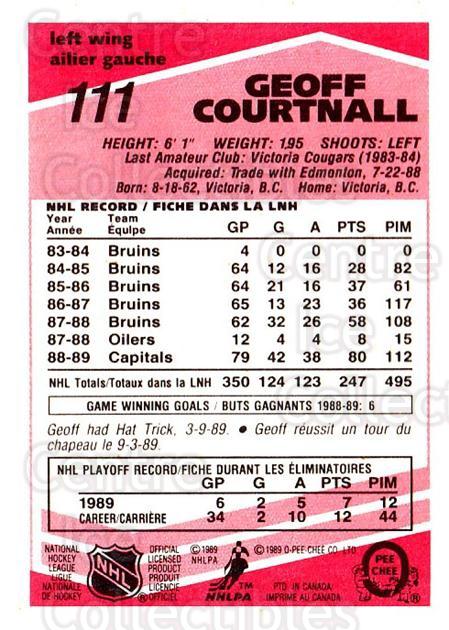 left wing
ailier gauche
111
GEOFF
COURTNALL
HEIGHT: 6' 1" WEIGHT: 195 SHOOTS: LEFT
Last Amateur Club: Victoria Cougars (1983-84)
Acquired: Trade with Edmonton, 7-22-88
Born: 8-18-62, Victoria, B.C. Home: Victoria, B.C.
NHL RECORD / FICHE DANS LA LNH
Year Team GP G A PTS PIM
Année Équipe
83-84 Bruins 4 0 0 0 0
84-85 Bruins 64 12 16 28 82
85-86 Bruins 64 21 16 37 61
86-87 Bruins 65 13 23 36 117
87-88 Bruins 62 32 26 58 108
87-88 Oilers 12 4 4 8 15
88-89 Capitals 79 42 38 80 112
NHL Totals/Totaux dans la LNH 350 124 123 247 495
GAME WINNING GOALS / BUTS GAGNANTS 1988-89: 6
Geoff had Hat Trick, 3-9-89. ● Geoff réussit un tour du
chapeau le 9-3-89.
NHL PLAYOFF RECORD/FICHE DURANT LES ÉLIMINATOIRES
GP G A PTS PIM
1989 6 2 5 7 12
CAREER/CARRIÈRE 34 2 10 12 44
NATIONAL
HOCKEY
LEAGUE
LIGUE
NATIONALE
DE HOCKEY
NHL
®
OFFICIAL
LICENSED
PRODUCT
PRODUIT
OFFICIEL
© 1989
NHLPA
TM
NHLPA
© 1989 O-PEE-CHEE CO. LTD.
PTD. IN CANADA/
IMPRIMÉ AU CANADA
O
PEE
CHEE
®
Centre
Ice
Collectibles